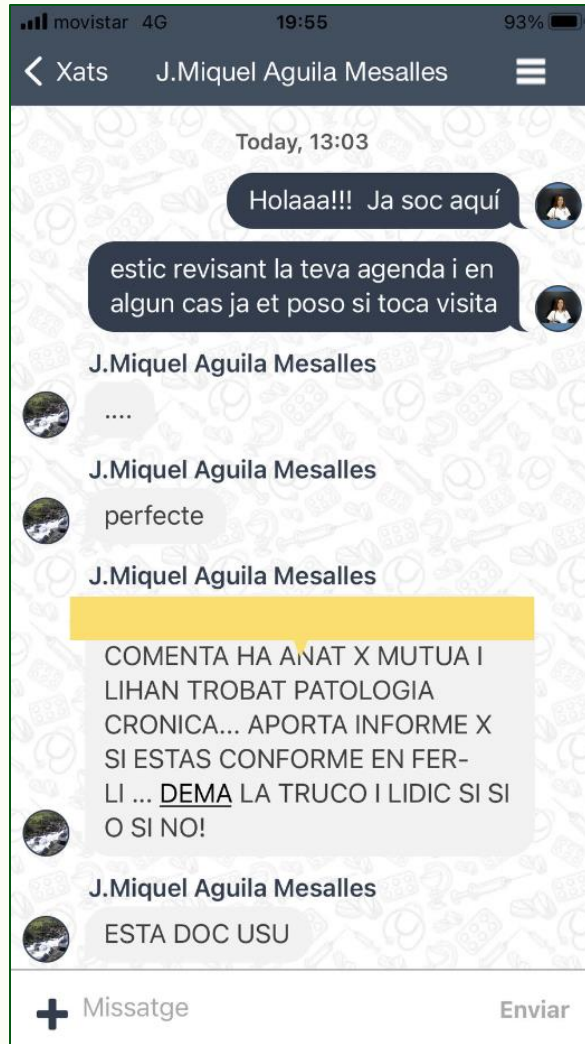 movistar 4G 19:55 93%
Xats J.Miquel Aguila Mesalles
Today, 13:03
Holaaa!!! Ja soc aquí
estic revisant la teva agenda i en
algun cas ja et poso si toca visita
J.Miquel Aguila Mesalles
....
J.Miquel Aguila Mesalles
perfecte
J.Miquel Aguila Mesalles
COMENTA HA ANAT X MUTUA I
LIHAN TROBAT PATOLOGIA
CRONICA... APORTA INFORME X
SI ESTAS CONFORME EN FER-
LI ... DEMA LA TRUCO I LIDIC SI SI
O SI NO!
J.Miquel Aguila Mesalles
ESTA DOC USU
Missatge Enviar